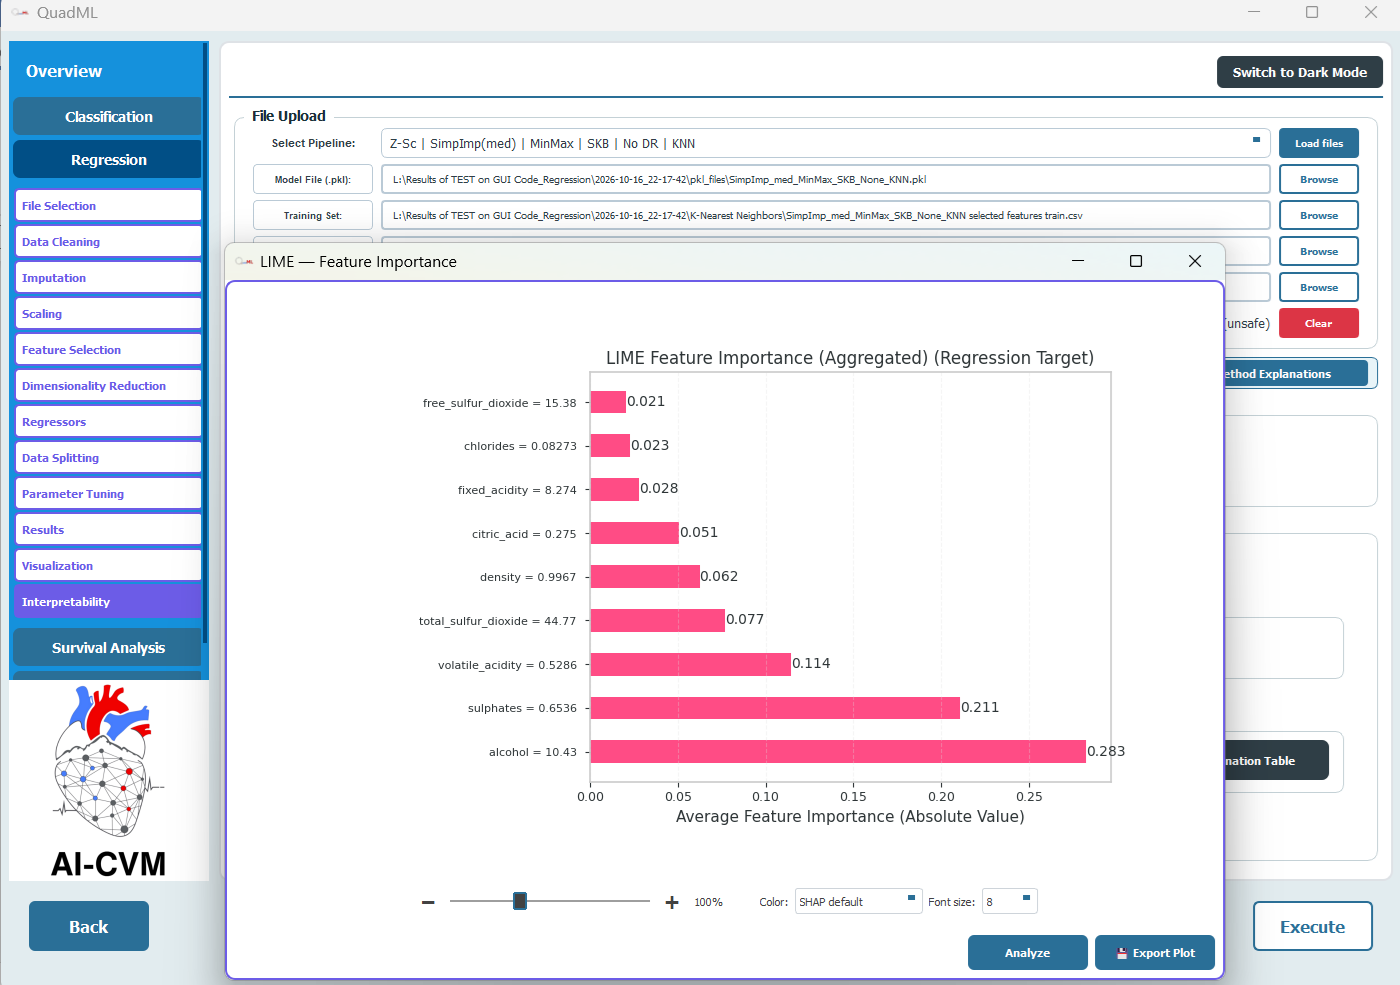 QuadML
Overview
Classification
Regression
File Selection
Data Cleaning
Imputation
Scaling
Feature Selection
Dimensionality Reduction
Regressors
Data Splitting
Parameter Tuning
Results
Visualization
Interpretability
Survival Analysis
AI-CVM
Back
Switch to Dark Mode
File Upload
Select Pipeline: Z-Sc | SimpImp(med) | MinMax | SKB | No DR | KNN Load files
Model File (.pkl): L:\Results of TEST on GUI Code_Regression\2026-10-16_22-17-42\pkl_files\SimpImp_med_MinMax_SKB_None_KNN.pkl Browse
Training Set: L:\Results of TEST on GUI Code_Regression\2026-10-16_22-17-42\K-Nearest Neighbors\SimpImp_med_MinMax_SKB_None_KNN selected features train.csv Browse
Browse
Browse
(unsafe) Clear
ethod Explanations
nation Table
LIME — Feature Importance
LIME Feature Importance (Aggregated) (Regression Target)
free_sulfur_dioxide = 15.38 0.021
chlorides = 0.08273 0.023
fixed_acidity = 8.274 0.028
citric_acid = 0.275 0.051
density = 0.9967 0.062
total_sulfur_dioxide = 44.77 0.077
volatile_acidity = 0.5286 0.114
sulphates = 0.6536 0.211
alcohol = 10.43 0.283
0.00 0.05 0.10 0.15 0.20 0.25
Average Feature Importance (Absolute Value)
− + 100% Color: SHAP default Font size: 8
Analyze Export Plot
Execute